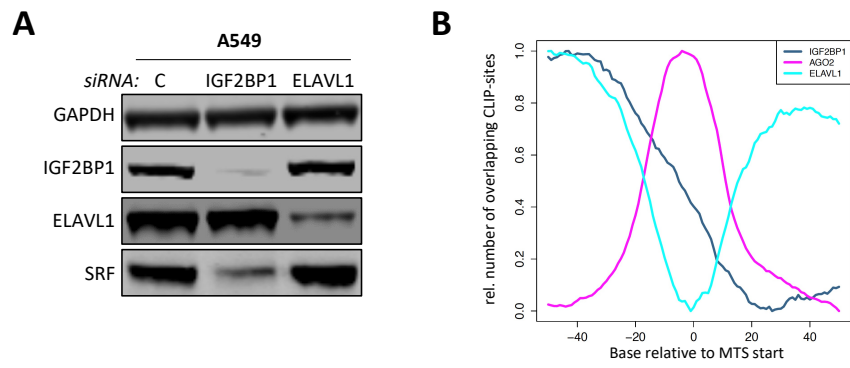 A
A549
siRNA: C IGF2BP1 ELAVL1
GAPDH
IGF2BP1
ELAVL1
SRF
B
rel. number of overlapping CLIP-sites
1.0
0.8
0.6
0.4
0.2
0.0
IGF2BP1
AGO2
ELAVL1
−40 −20 0 20 40
Base relative to MTS start